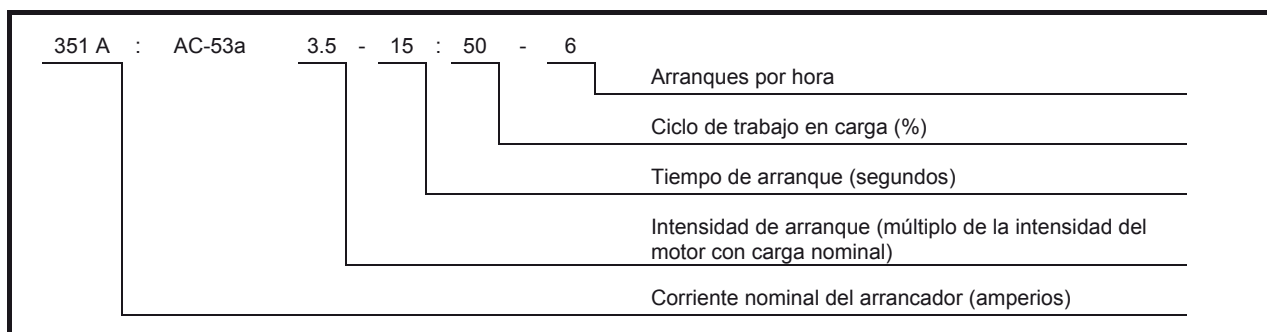 351 A : AC-53a 3.5 - 15 : 50 - 6
Arranques por hora
Ciclo de trabajo en carga (%)
Tiempo de arranque (segundos)
Intensidad de arranque (múltiplo de la intensidad del
motor con carga nominal)
Corriente nominal del arrancador (amperios)